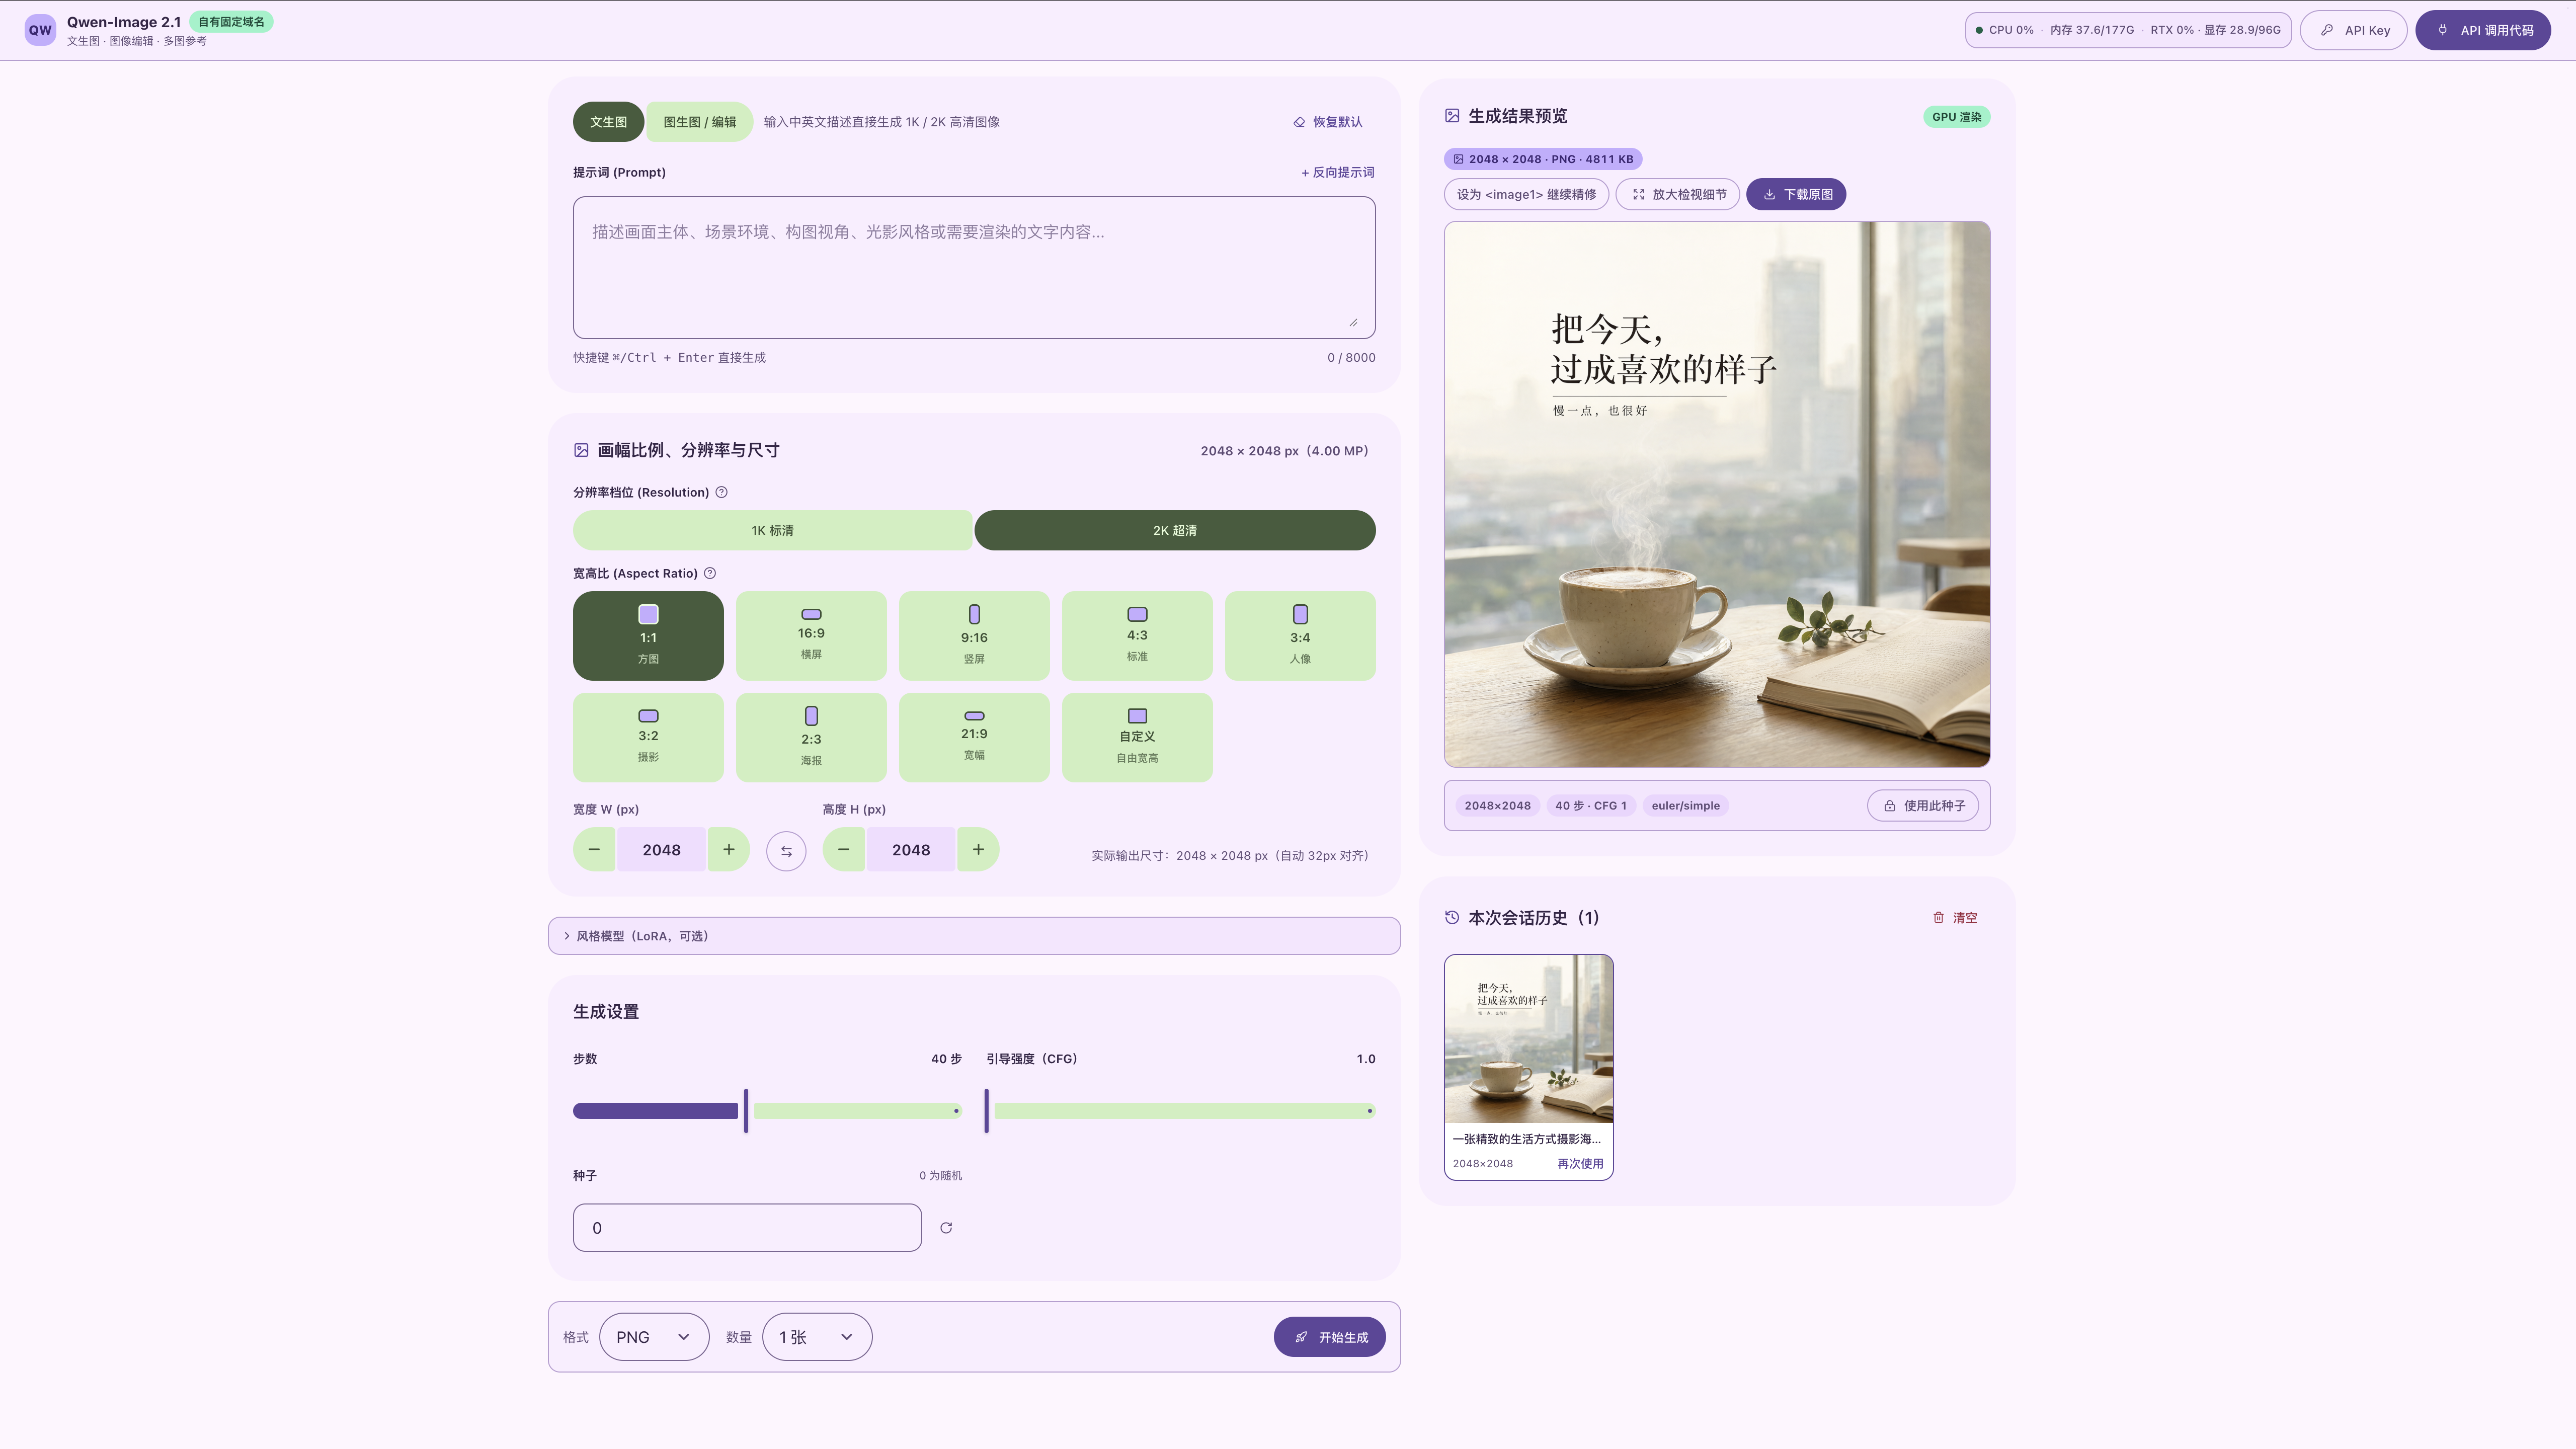 QW
Qwen-Image 2.1
自有固定域名
文生图 · 图像编辑 · 多图参考
CPU 0% · 内存 37.6/177G · RTX 0% · 显存 28.9/96G
API Key
API 调用代码
文生图
图生图 / 编辑
输入中英文描述直接生成 1K / 2K 高清图像
恢复默认
提示词 (Prompt)
+ 反向提示词
描述画面主体、场景环境、构图视角、光影风格或需要渲染的文字内容...
快捷键 ⌘/Ctrl + Enter 直接生成
0 / 8000
画幅比例、分辨率与尺寸
2048 × 2048 px（4.00 MP）
分辨率档位 (Resolution)
1K 标清
2K 超清
宽高比 (Aspect Ratio)
1:1
方图
16:9
横屏
9:16
竖屏
4:3
标准
3:4
人像
3:2
摄影
2:3
海报
21:9
宽幅
自定义
自由宽高
宽度 W (px)
高度 H (px)
2048
2048
实际输出尺寸：2048 × 2048 px（自动 32px 对齐）
风格模型（LoRA，可选）
生成设置
步数
40 步
引导强度（CFG）
1.0
种子
0 为随机
0
格式
PNG
数量
1 张
开始生成
生成结果预览
GPU 渲染
2048 × 2048 · PNG · 4811 KB
设为 <image1> 继续精修
放大检视细节
下载原图
把今天，
过成喜欢的样子
慢一点，也很好
2048×2048
40 步 · CFG 1
euler/simple
使用此种子
本次会话历史（1）
清空
把今天，
过成喜欢的样子
慢一点，也很好
一张精致的生活方式摄影海...
2048×2048
再次使用